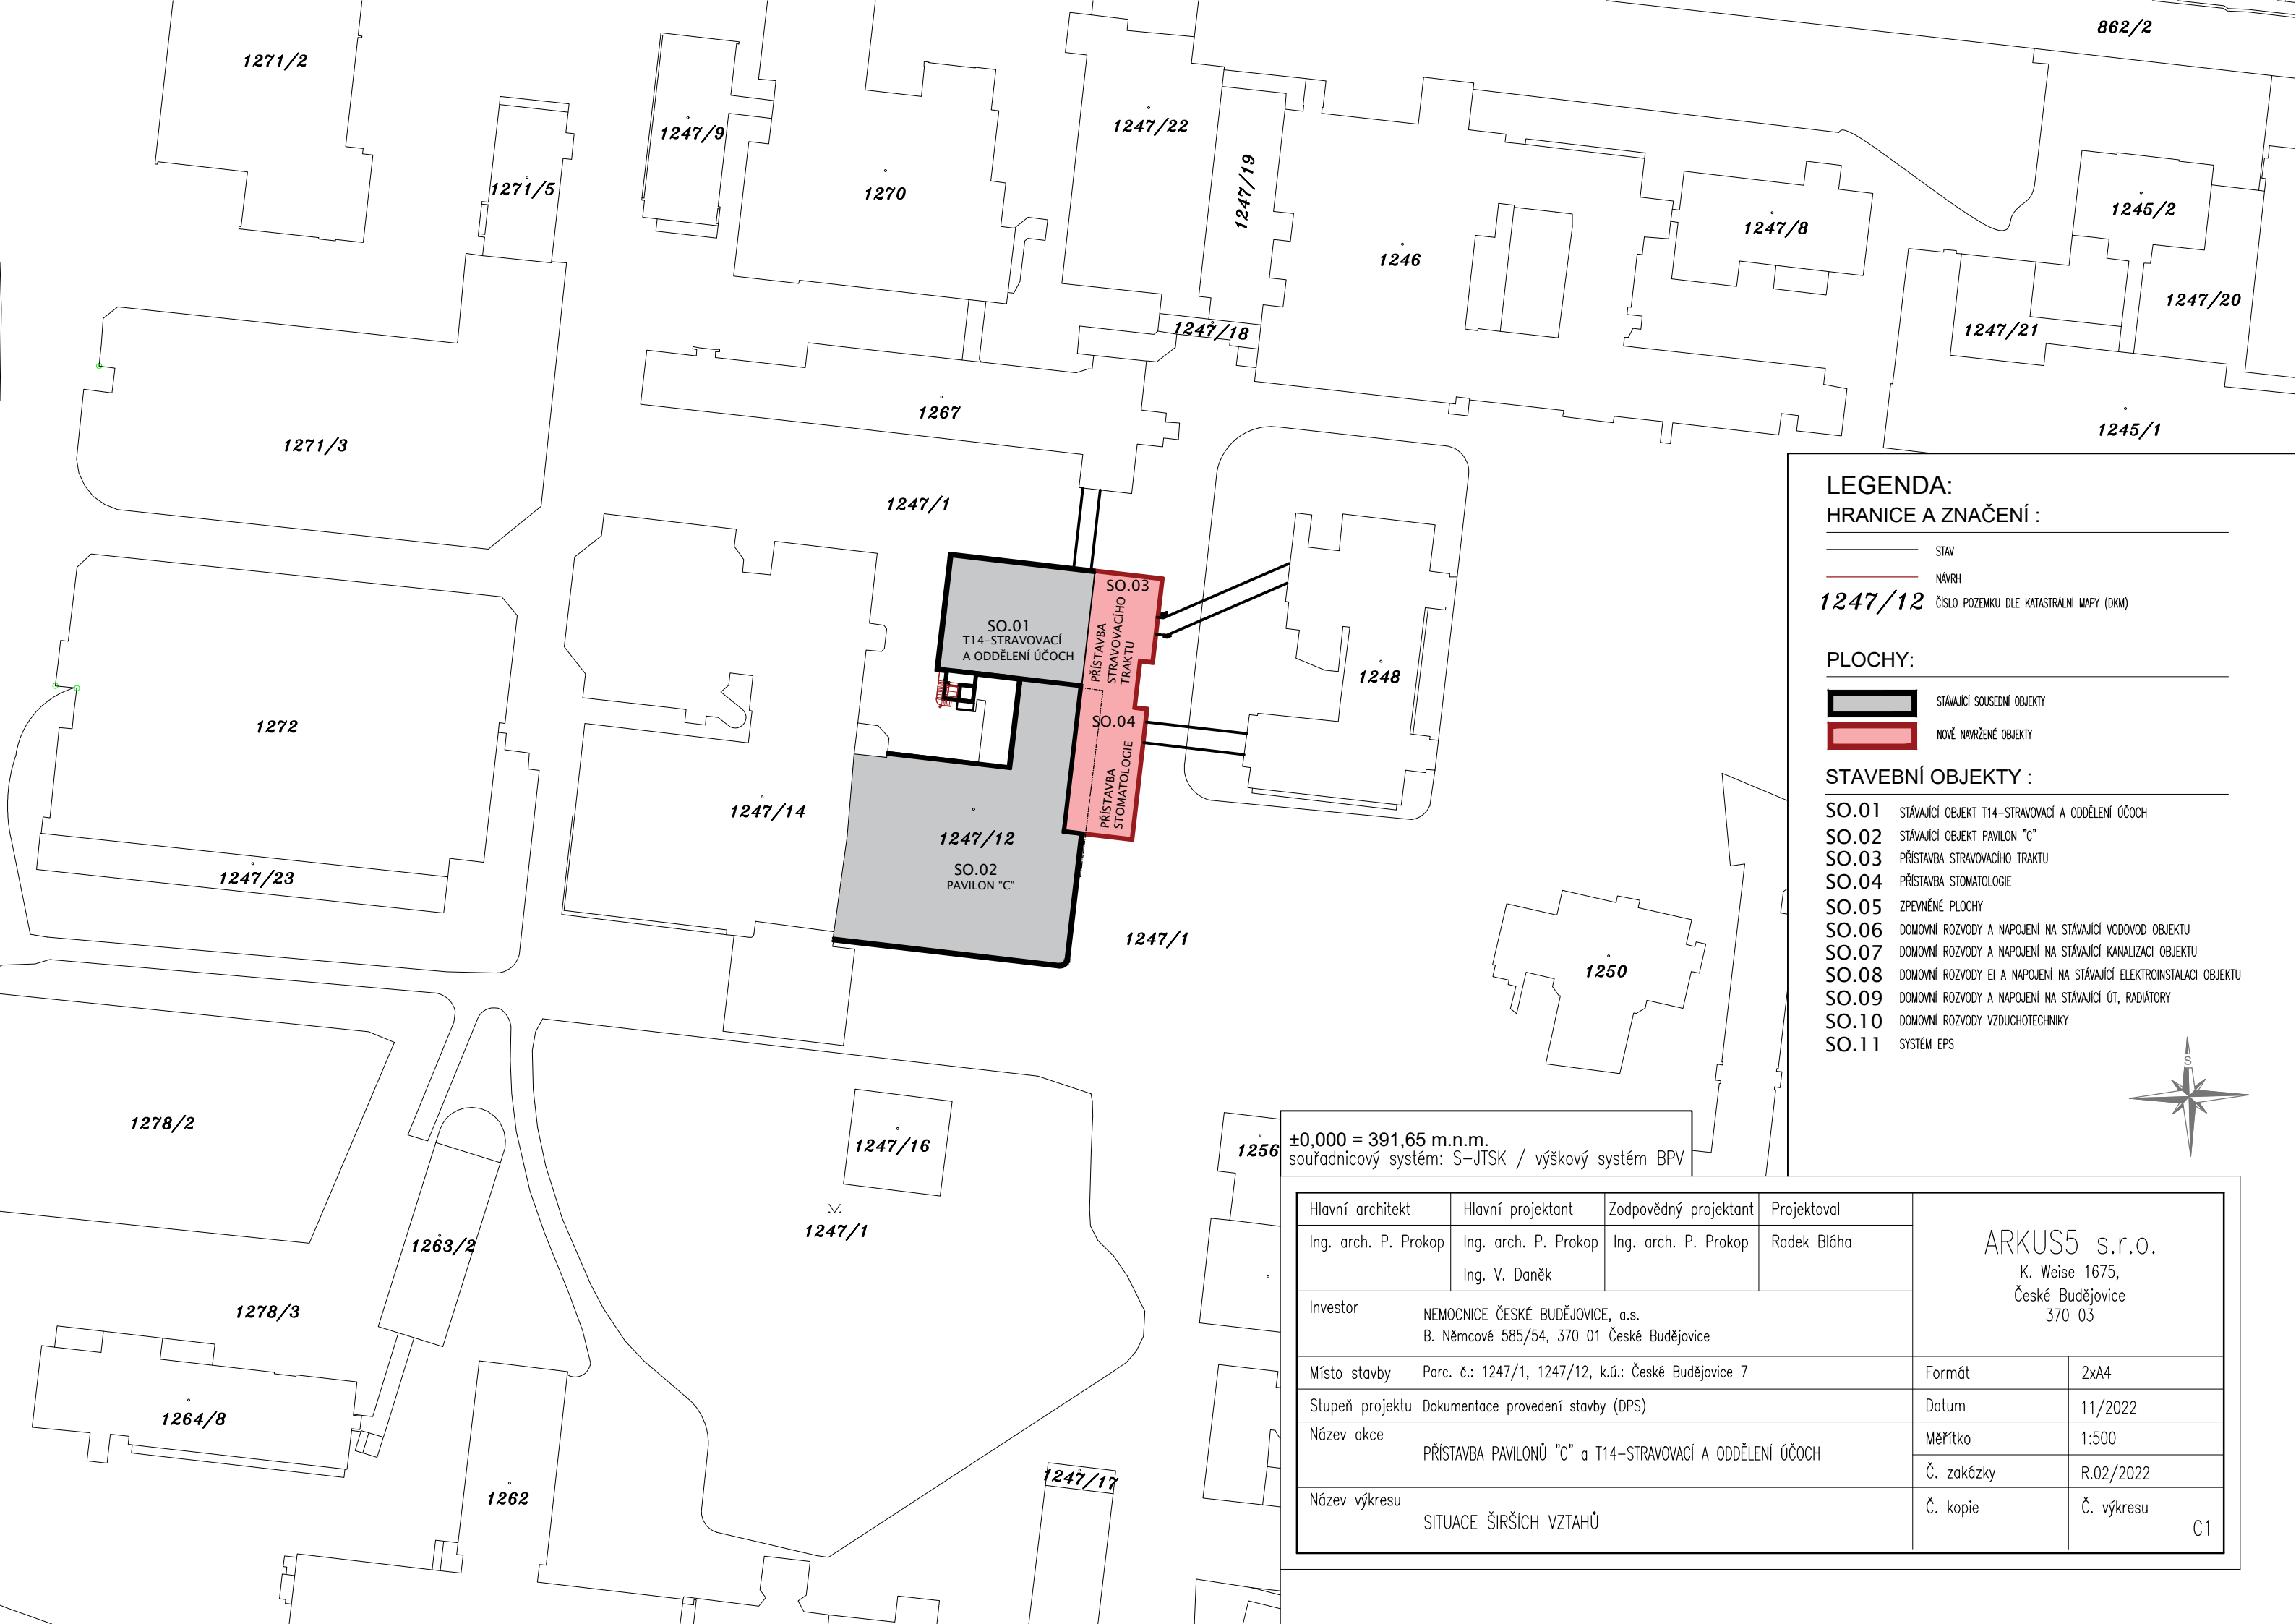 862/2
1271/2
1247/9
1247/22
1271/5
1270
1247/19
1246
1247/8
1245/2
1247/20
1247/21
1247/18
1267
1271/3
1245/1
1247/1
SO.03
PŘÍSTAVBA
STRAVOVACÍHO
TRAKTU
SO.01
T14-STRAVOVACÍ
A ODDĚLENÍ ÚČOCH
1248
1272
SO.04
PŘÍSTAVBA
STOMATOLOGIE
1247/14
1247/12
SO.02
PAVILON "C"
1247/23
1247/1
1250
1278/2
1247/16
1256
1247/1
1263/2
1278/3
1264/8
1262
1247/17
LEGENDA:
HRANICE A ZNAČENÍ :
STAV
NÁVRH
1247/12 ČÍSLO POZEMKU DLE KATASTRÁLNÍ MAPY (DKM)
PLOCHY:
STÁVAJÍCÍ SOUSEDNÍ OBJEKTY
NOVĚ NAVRŽENÉ OBJEKTY
STAVEBNÍ OBJEKTY :
SO.01 STÁVAJÍCÍ OBJEKT T14-STRAVOVACÍ A ODDĚLENÍ ÚČOCH
SO.02 STÁVAJÍCÍ OBJEKT PAVILON "C"
SO.03 PŘÍSTAVBA STRAVOVACÍHO TRAKTU
SO.04 PŘÍSTAVBA STOMATOLOGIE
SO.05 ZPEVNĚNÉ PLOCHY
SO.06 DOMOVNÍ ROZVODY A NAPOJENÍ NA STÁVAJÍCÍ VODOVOD OBJEKTU
SO.07 DOMOVNÍ ROZVODY A NAPOJENÍ NA STÁVAJÍCÍ KANALIZACI OBJEKTU
SO.08 DOMOVNÍ ROZVODY EI A NAPOJENÍ NA STÁVAJÍCÍ ELEKTROINSTALACI OBJEKTU
SO.09 DOMOVNÍ ROZVODY A NAPOJENÍ NA STÁVAJÍCÍ ÚT, RADIÁTORY
SO.10 DOMOVNÍ ROZVODY VZDUCHOTECHNIKY
SO.11 SYSTÉM EPS
S
±0,000 = 391,65 m.n.m.
souřadnicový systém: S-JTSK / výškový systém BPV
Hlavní architekt Hlavní projektant Zodpovědný projektant Projektoval
Ing. arch. P. Prokop Ing. arch. P. Prokop Ing. arch. P. Prokop Radek Bláha
Ing. V. Daněk
ARKUS5 s.r.o.
K. Weise 1675,
České Budějovice
370 03
Investor NEMOCNICE ČESKÉ BUDĚJOVICE, a.s.
B. Němcové 585/54, 370 01 České Budějovice
Místo stavby Parc. č.: 1247/1, 1247/12, k.ú.: České Budějovice 7
Formát 2xA4
Stupeň projektu Dokumentace provedení stavby (DPS)
Datum 11/2022
Název akce PŘÍSTAVBA PAVILONŮ "C" a T14-STRAVOVACÍ A ODDĚLENÍ ÚČOCH
Měřítko 1:500
Č. zakázky R.02/2022
Název výkresu SITUACE ŠIRŠÍCH VZTAHŮ
Č. kopie Č. výkresu
C1